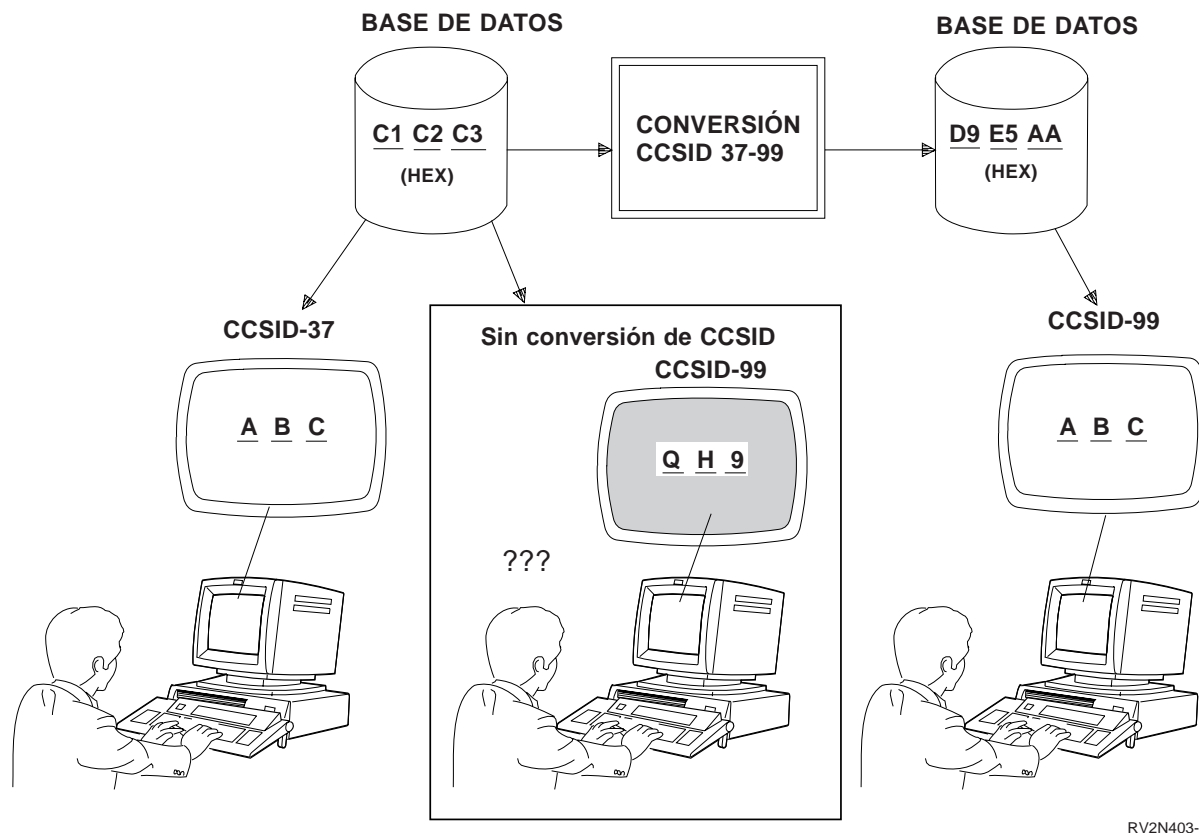 BASE DE DATOS
BASE DE DATOS
C1 C2 C3
(HEX)
CONVERSIÓN
CCSID 37-99
D9 E5 AA
(HEX)
CCSID-37
A B C
Sin conversión de CCSID
CCSID-99
Q H 9
???
CCSID-99
A B C
RV2N403-